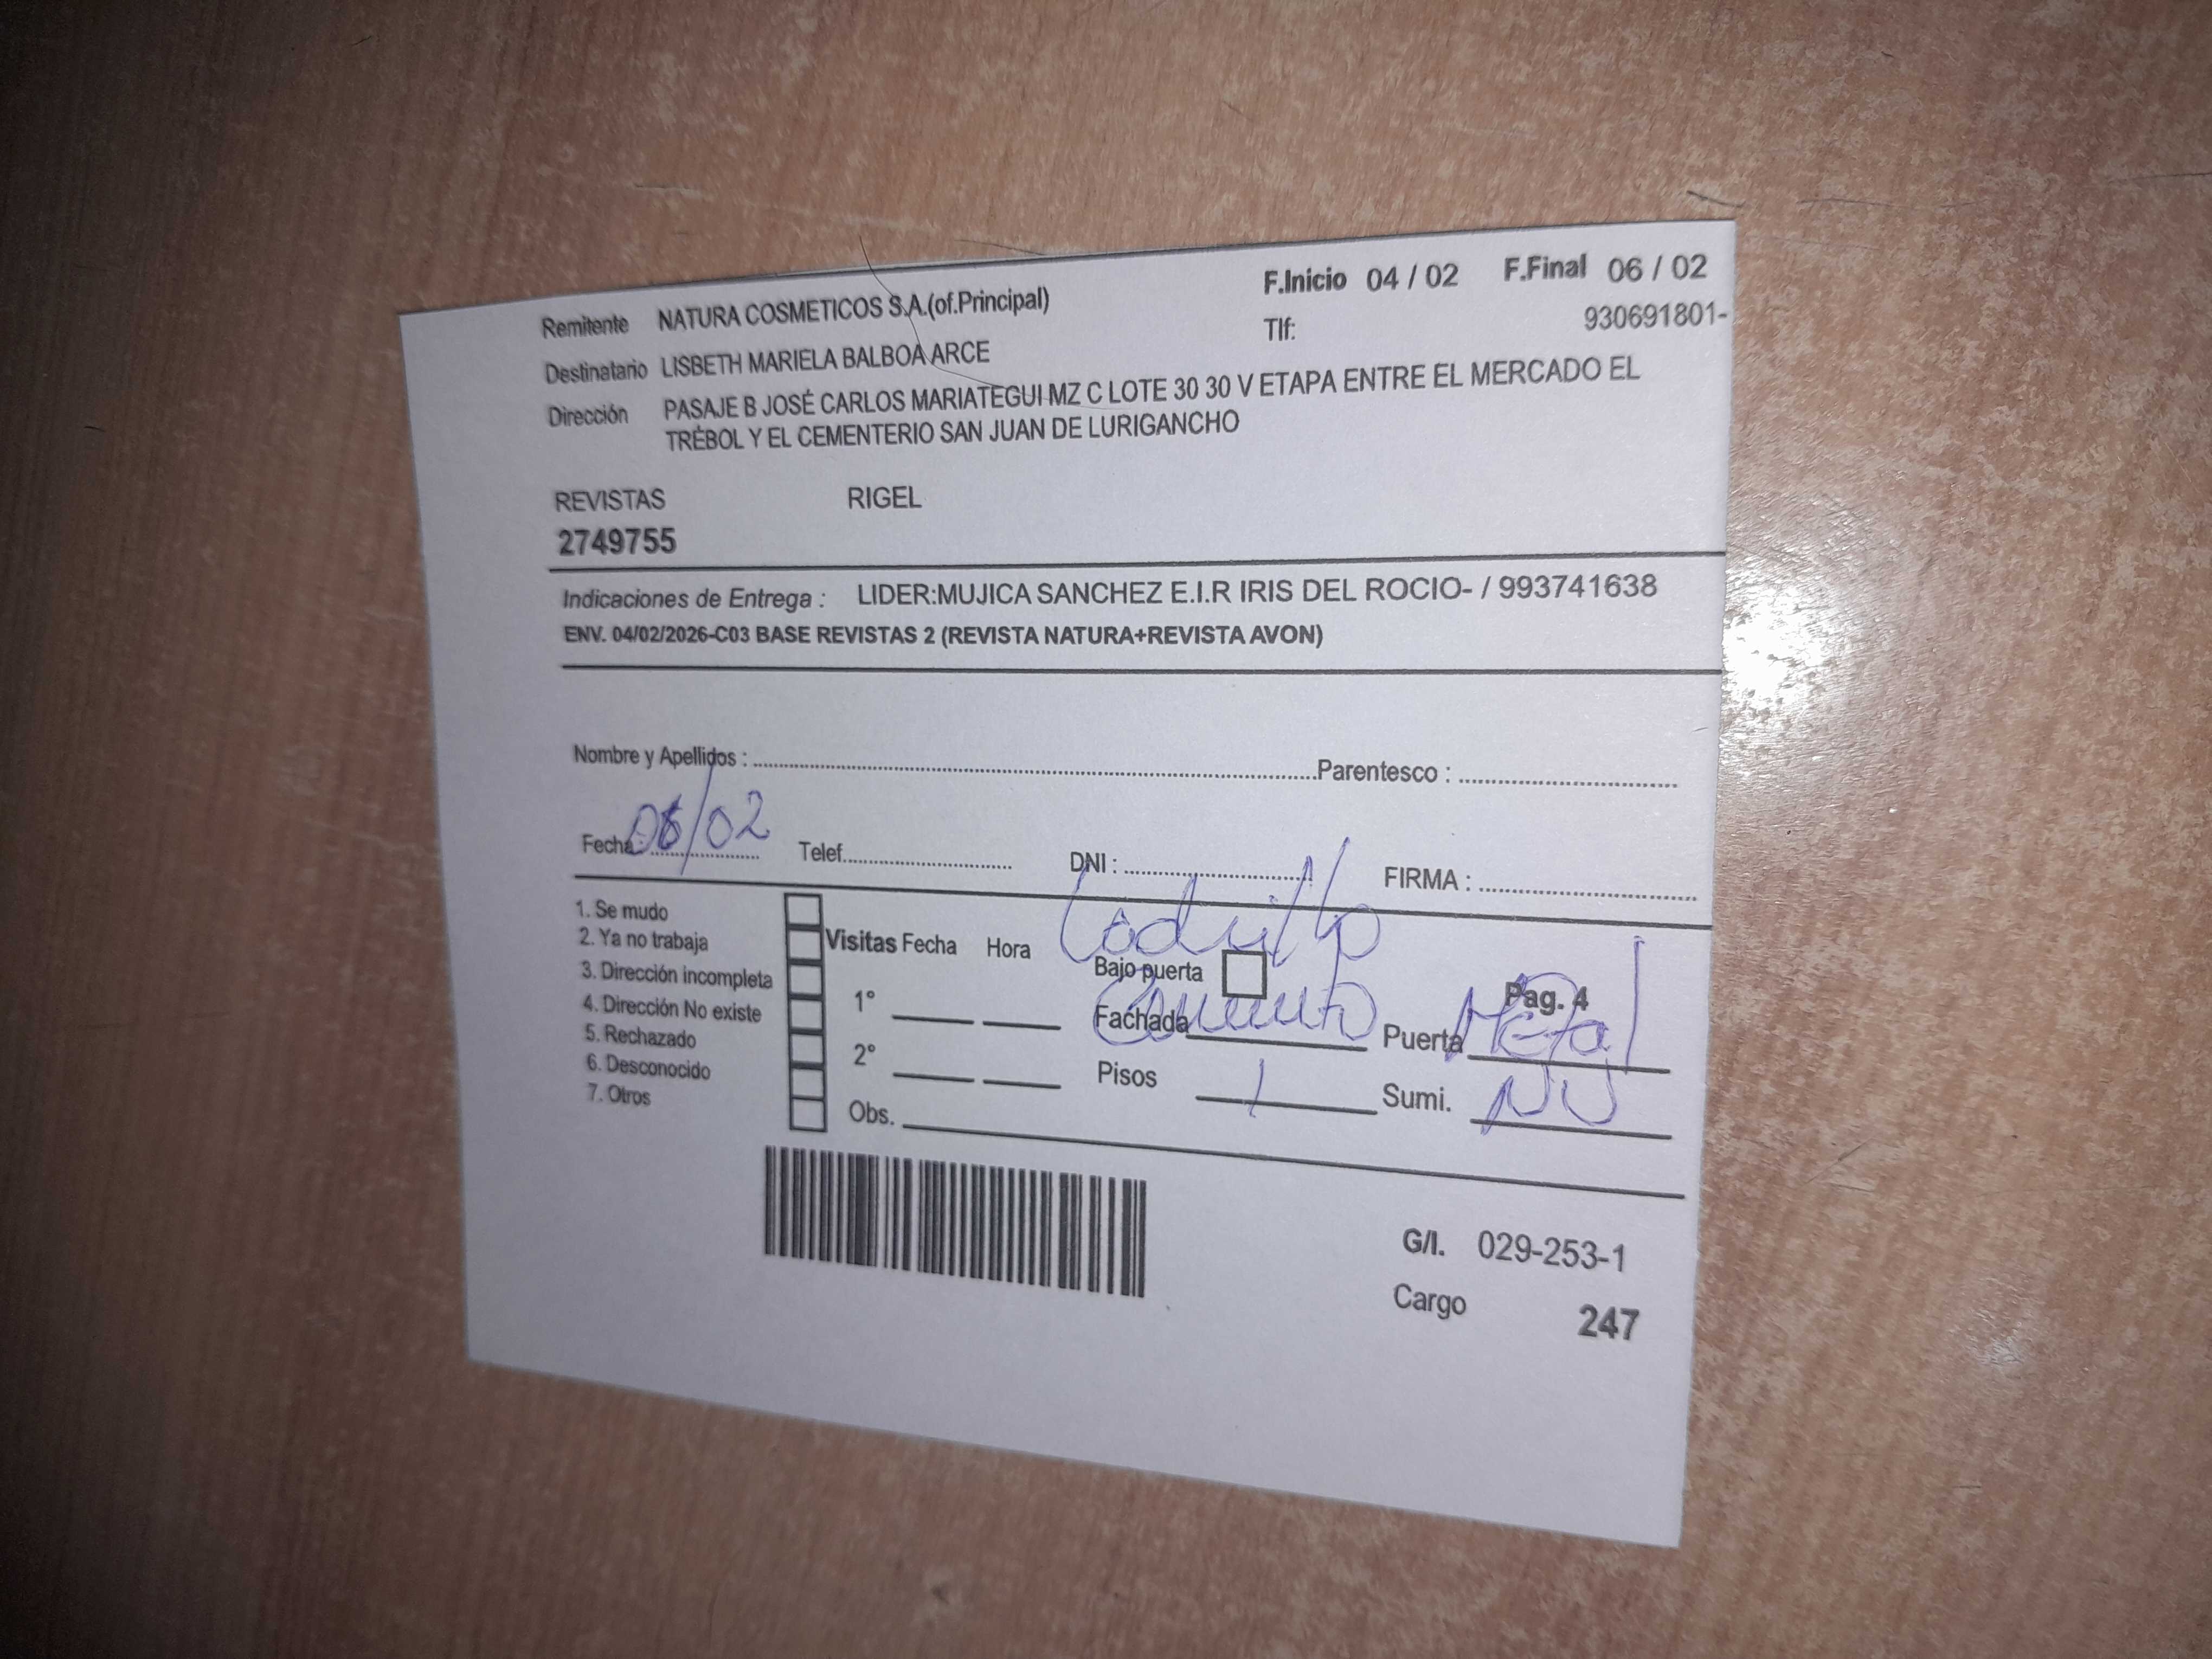 Remitente NATURA COSMETICOS S.A.(of.Principal) F.Inicio 04 / 02 F.Final 06 / 02
Tlf: 930691801-
Destinatario LISBETH MARIELA BALBOA ARCE
Dirección PASAJE B JOSÉ CARLOS MARIATEGUI MZ C LOTE 30 30 V ETAPA ENTRE EL MERCADO EL
TRÉBOL Y EL CEMENTERIO SAN JUAN DE LURIGANCHO
REVISTAS RIGEL
2749755
Indicaciones de Entrega : LIDER:MUJICA SANCHEZ E.I.R IRIS DEL ROCIO- / 993741638
ENV. 04/02/2026-C03 BASE REVISTAS 2 (REVISTA NATURA+REVISTA AVON)
Nombre y Apellidos : Parentesco :
Fecha: 06/02 Telef. DNI : FIRMA :
Ladrillo
1. Se mudo
2. Ya no trabaja Visitas Fecha Hora
3. Dirección incompleta Bajo puerta
4. Dirección No existe 1° Fachada Cemento Pag. 4
5. Rechazado Puerta Metal
6. Desconocido 2° Pisos 1 Sumi.
7. Otros Obs.
G/I. 029-253-1
Cargo 247